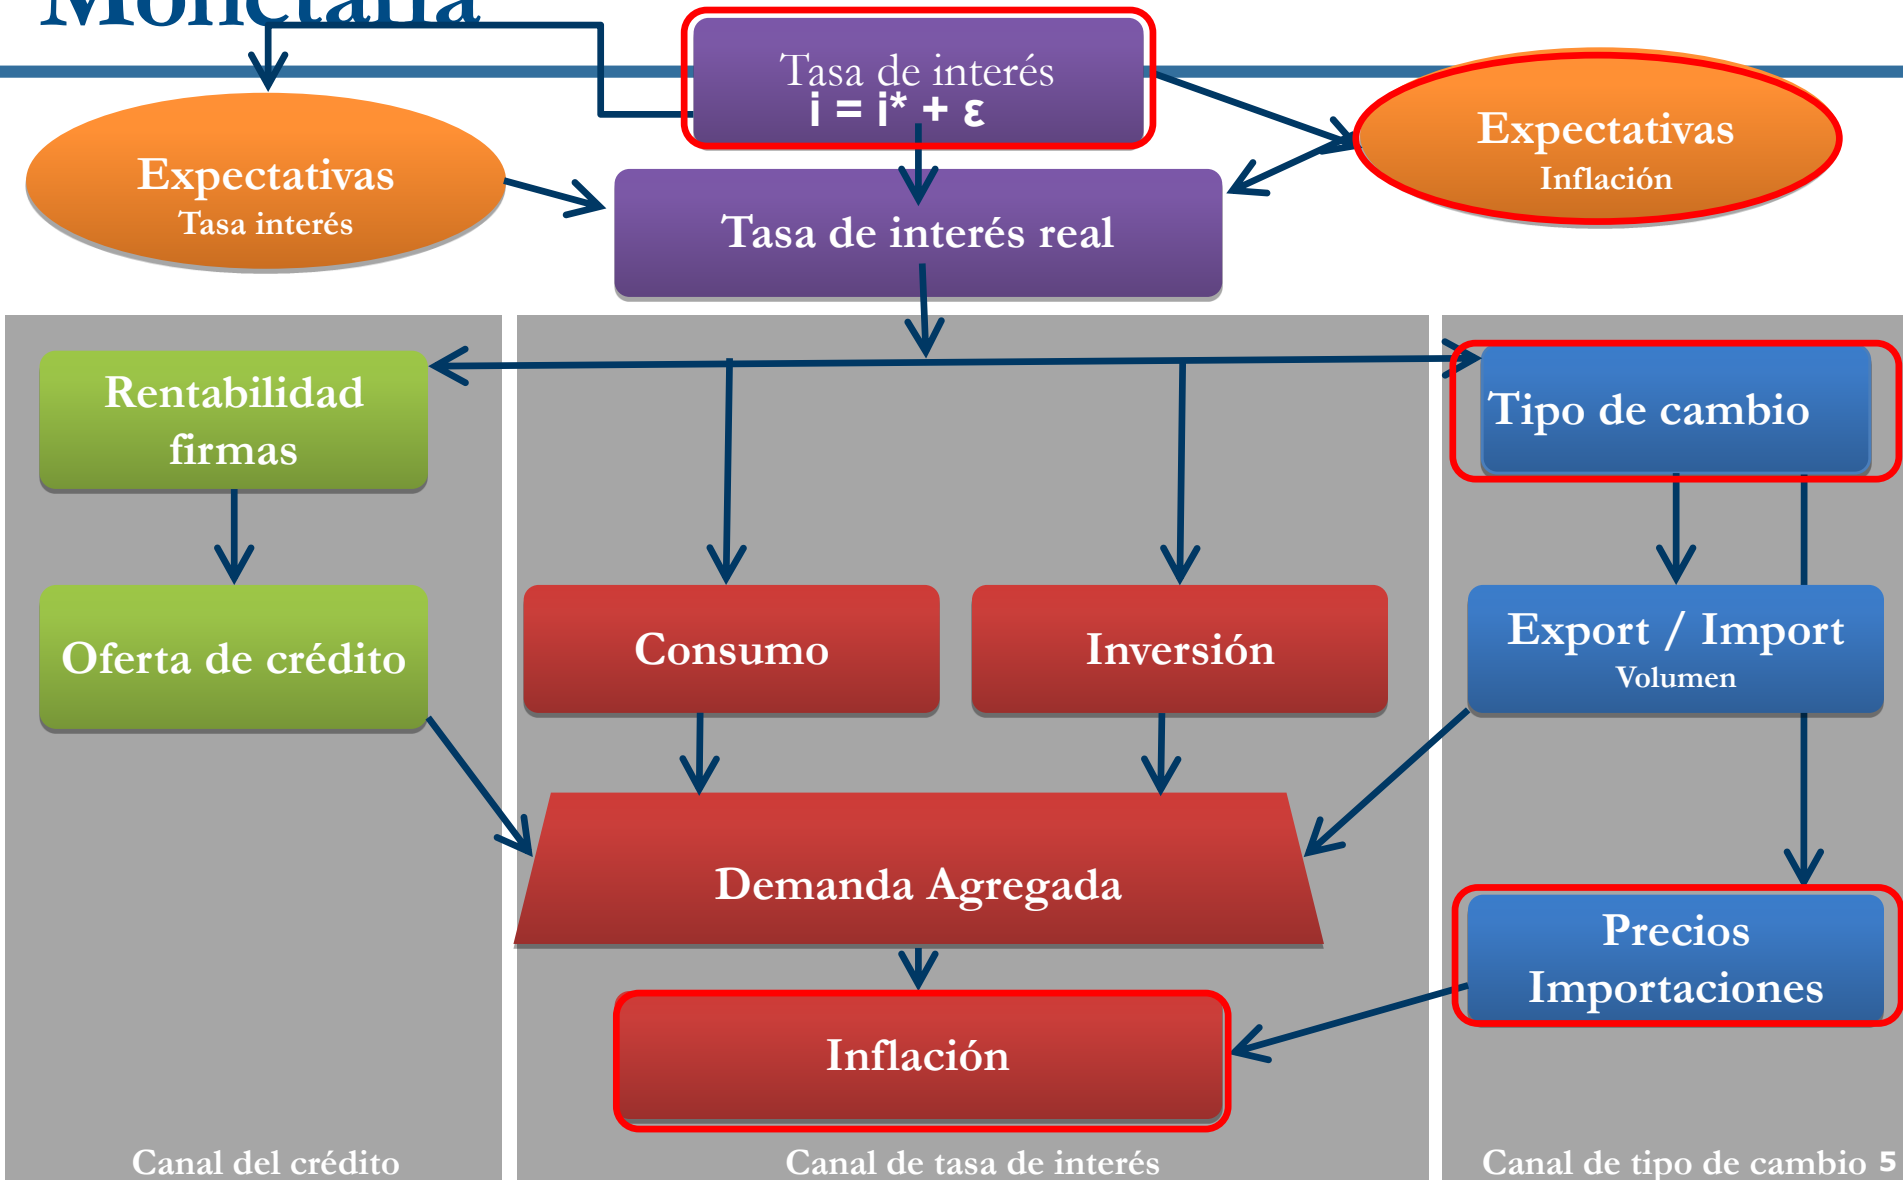 Monetaria
Tasa de interés
i = i* + ε
Expectativas
Inflación
Expectativas
Tasa interés
Tasa de interés real
Rentabilidad
firmas
Tipo de cambio
Oferta de crédito
Consumo
Inversión
Export / Import
Volumen
Demanda Agregada
Precios
Importaciones
Inflación
Canal del crédito
Canal de tasa de interés
Canal de tipo de cambio 5